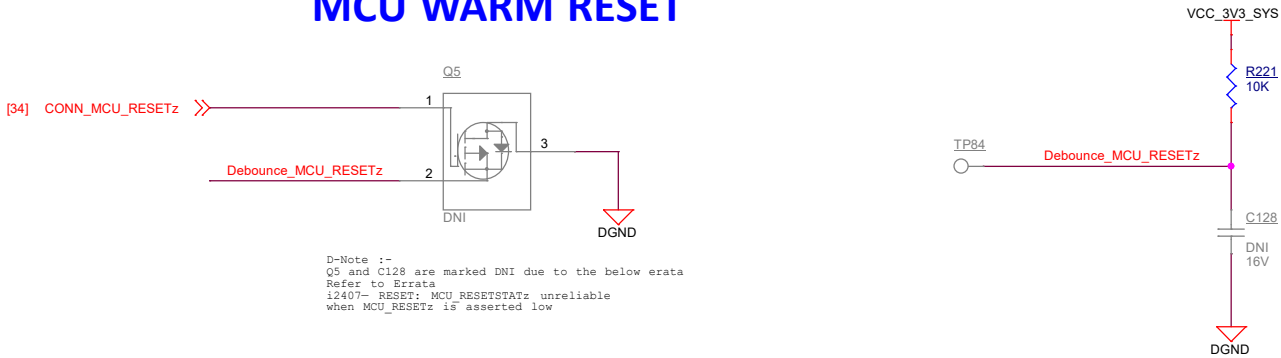 MCU WARM RESET
VCC_3V3_SYS
Q5
R221
10K
[34] CONN_MCU_RESETz
1
3
TP84
Debounce_MCU_RESETz
Debounce_MCU_RESETz
2
DNI
DGND
C128
DNI
16V
D-Note :-
Q5 and C128 are marked DNI due to the below erata
Refer to Errata
i2407– RESET: MCU_RESETSTATz unreliable
when MCU_RESETz is asserted low
DGND